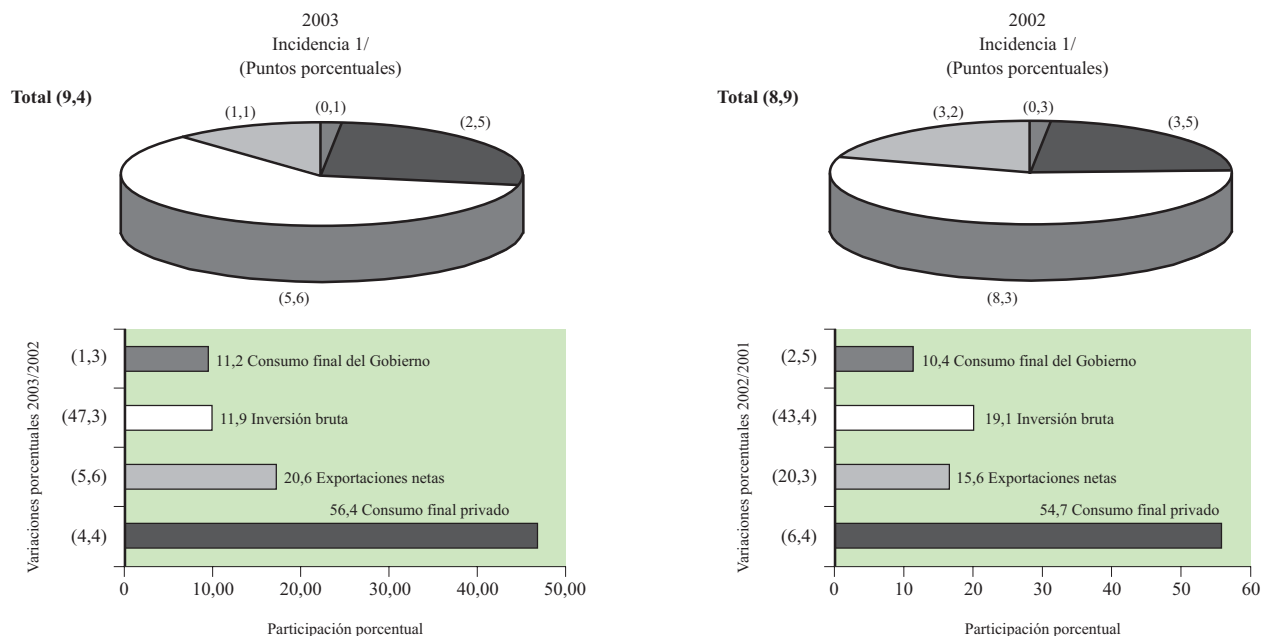 2003
Incidencia 1/
(Puntos porcentuales)
Total (9,4)
(1,1)
(0,1)
(2,5)
(5,6)
Variaciones porcentuales 2003/2002
(1,3)
11,2 Consumo final del Gobierno
(47,3)
11,9 Inversión bruta
(5,6)
20,6 Exportaciones netas
56,4 Consumo final privado
(4,4)
0
10,00
20,00
30,00
40,00
50,00
Participación porcentual
2002
Incidencia 1/
(Puntos porcentuales)
Total (8,9)
(3,2)
(0,3)
(3,5)
(8,3)
Variaciones porcentuales 2002/2001
(2,5)
10,4 Consumo final del Gobierno
(43,4)
19,1 Inversión bruta
(20,3)
15,6 Exportaciones netas
54,7 Consumo final privado
(6,4)
0
10
20
30
40
50
60
Participación porcentual